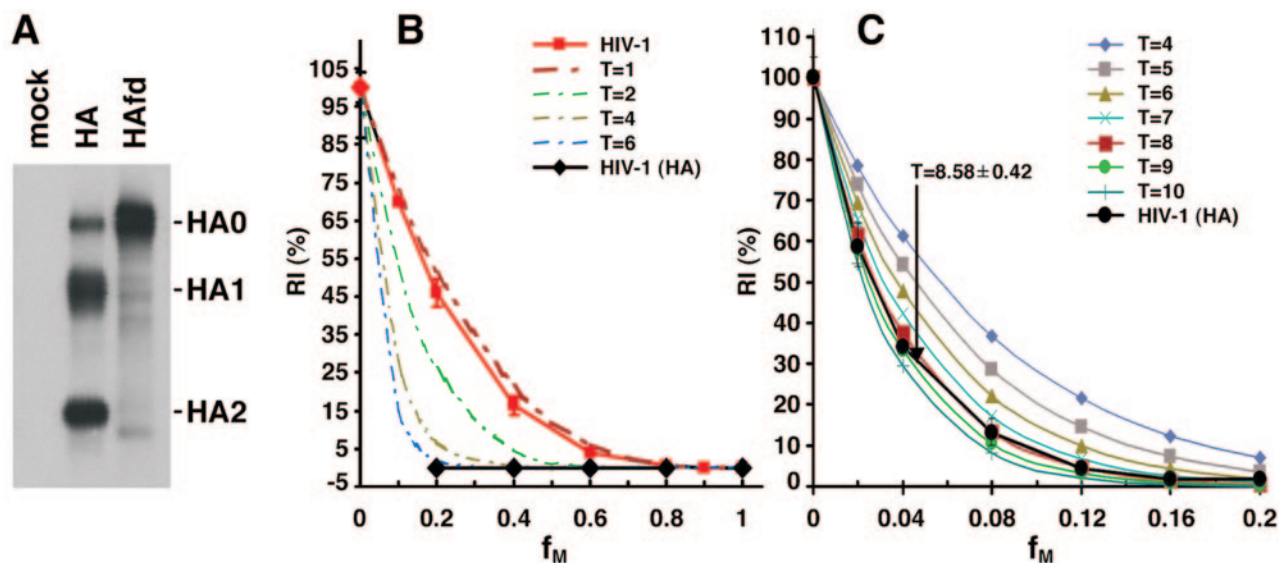 A
mock
HA
HAfd
-HA0
-HA1
-HA2
B
HIV-1
T=1
T=2
T=4
T=6
HIV-1 (HA)
RI (%)
105
95
85
75
65
55
45
35
25
15
5
-5
0
0.2
0.4
0.6
0.8
1
fM
C
T=4
T=5
T=6
T=7
T=8
T=9
T=10
HIV-1 (HA)
T=8.58± 0.42
RI (%)
110
100
90
80
70
60
50
40
30
20
10
0
0
0.04
0.08
0.12
0.16
0.2
fM